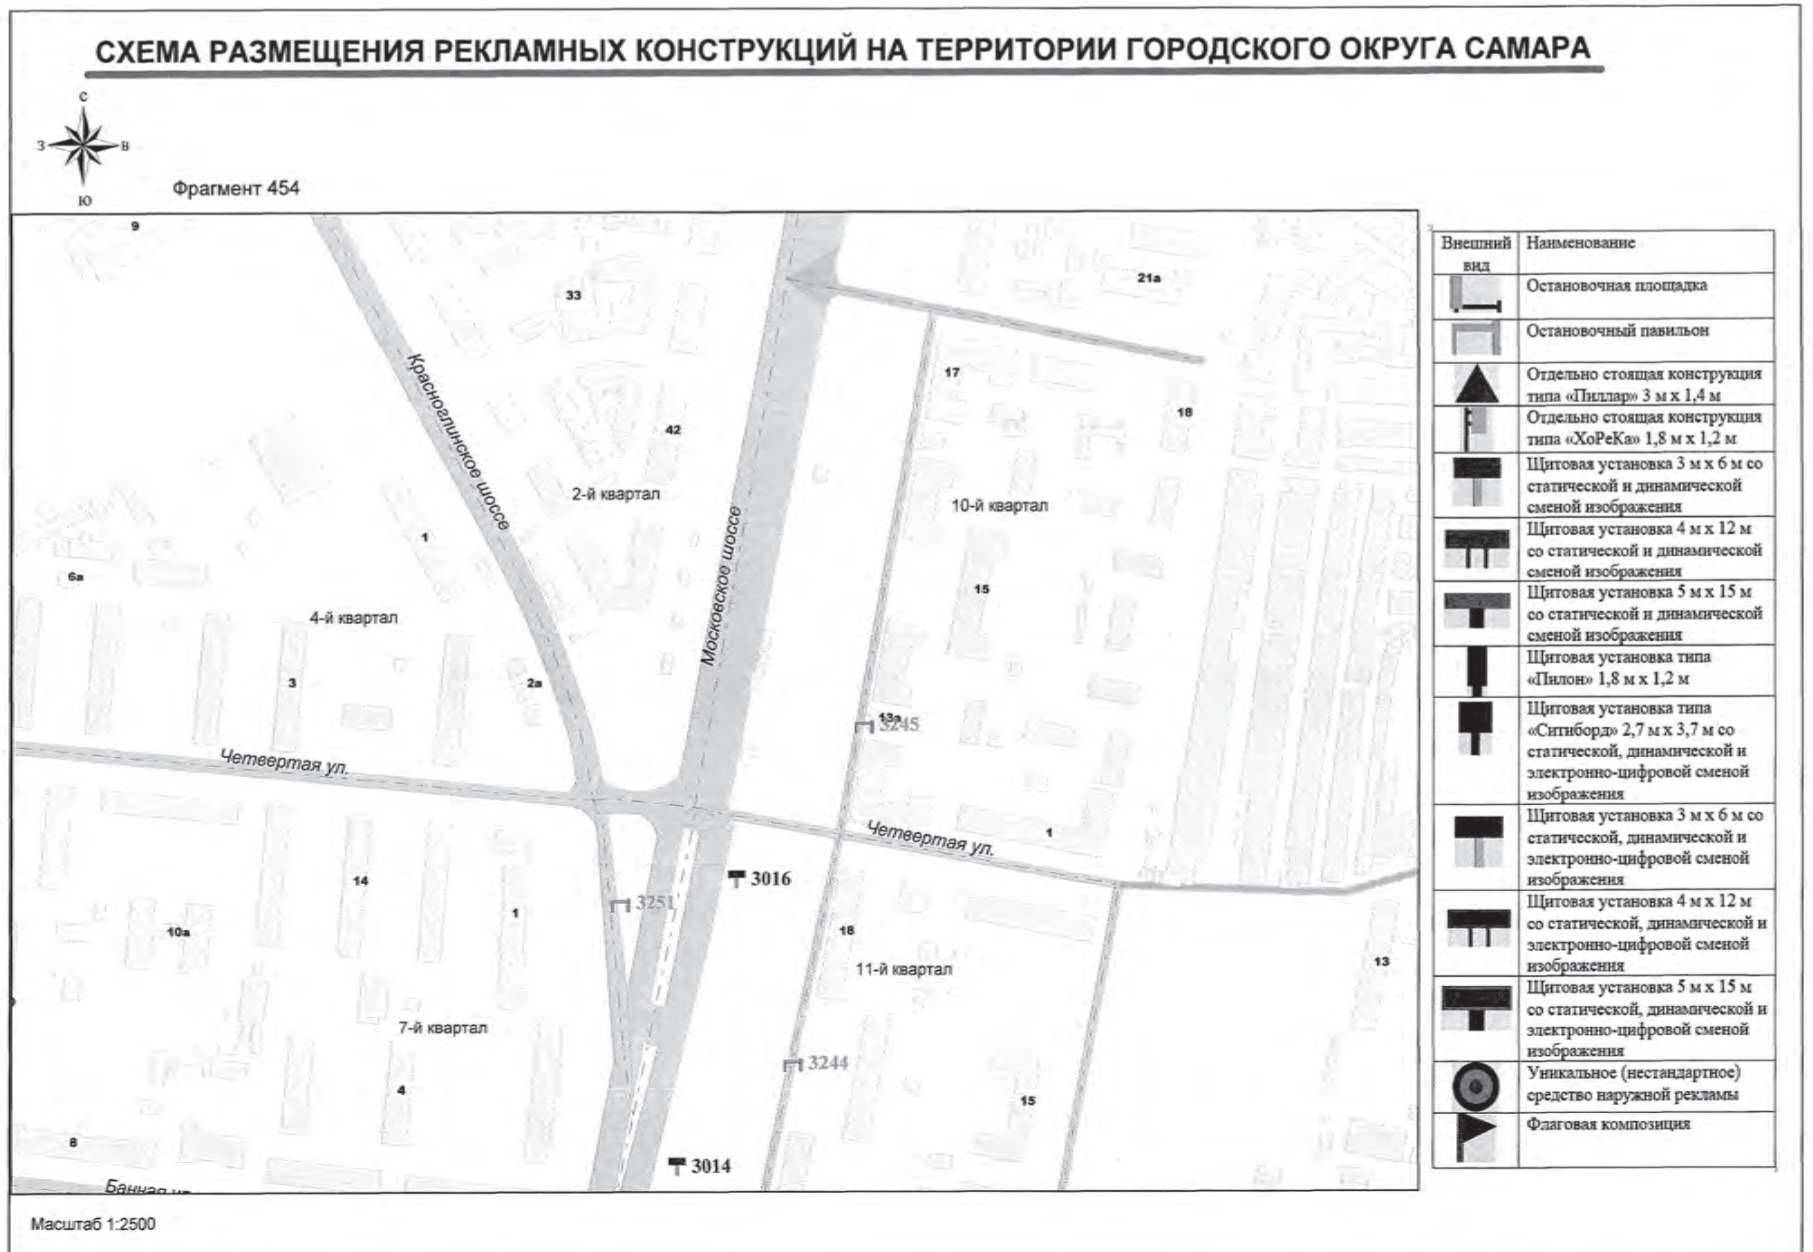 СХЕМА РАЗМЕЩЕНИЯ РЕКЛАМНЫХ КОНСТРУКЦИЙ НА ТЕРРИТОРИИ ГОРОДСКОГО ОКРУГА САМАРА
С
З
В
Ю
Фрагмент 454
9
33
21а
Красноглинское шоссе
17
18
42
2-й квартал
10-й квартал
Московское шоссе
1
6а
15
4-й квартал
3
2а
13а
3245
Четвертая ул.
Четвертая ул.
1
14
3016
3251
1
10а
18
11-й квартал
13
7-й квартал
3244
4
15
8
3014
Банная
Масштаб 1:2500
Внешний
вид
Наименование
Остановочная площадка
Остановочный павильон
Отдельно стоящая конструкция
типа «Пиллар» 3 м х 1,4 м
Отдельно стоящая конструкция
типа «ХоРеКа» 1,8 м х 1,2 м
Щитовая установка 3 м х 6 м со
статической и динамической
сменой изображения
Щитовая установка 4 м х 12 м
со статической и динамической
сменой изображения
Щитовая установка 5 м х 15 м
со статической и динамической
сменой изображения
Щитовая установка типа
«Пилон» 1,8 м х 1,2 м
Щитовая установка типа
«Ситиборд» 2,7 м х 3,7 м со
статической, динамической и
электронно-цифровой сменой
изображения
Щитовая установка 3 м х 6 м со
статической, динамической и
электронно-цифровой сменой
изображения
Щитовая установка 4 м х 12 м
со статической, динамической и
электронно-цифровой сменой
изображения
Щитовая установка 5 м х 15 м
со статической, динамической и
электронно-цифровой сменой
изображения
Уникальное (нестандартное)
средство наружной рекламы
Флаговая композиция